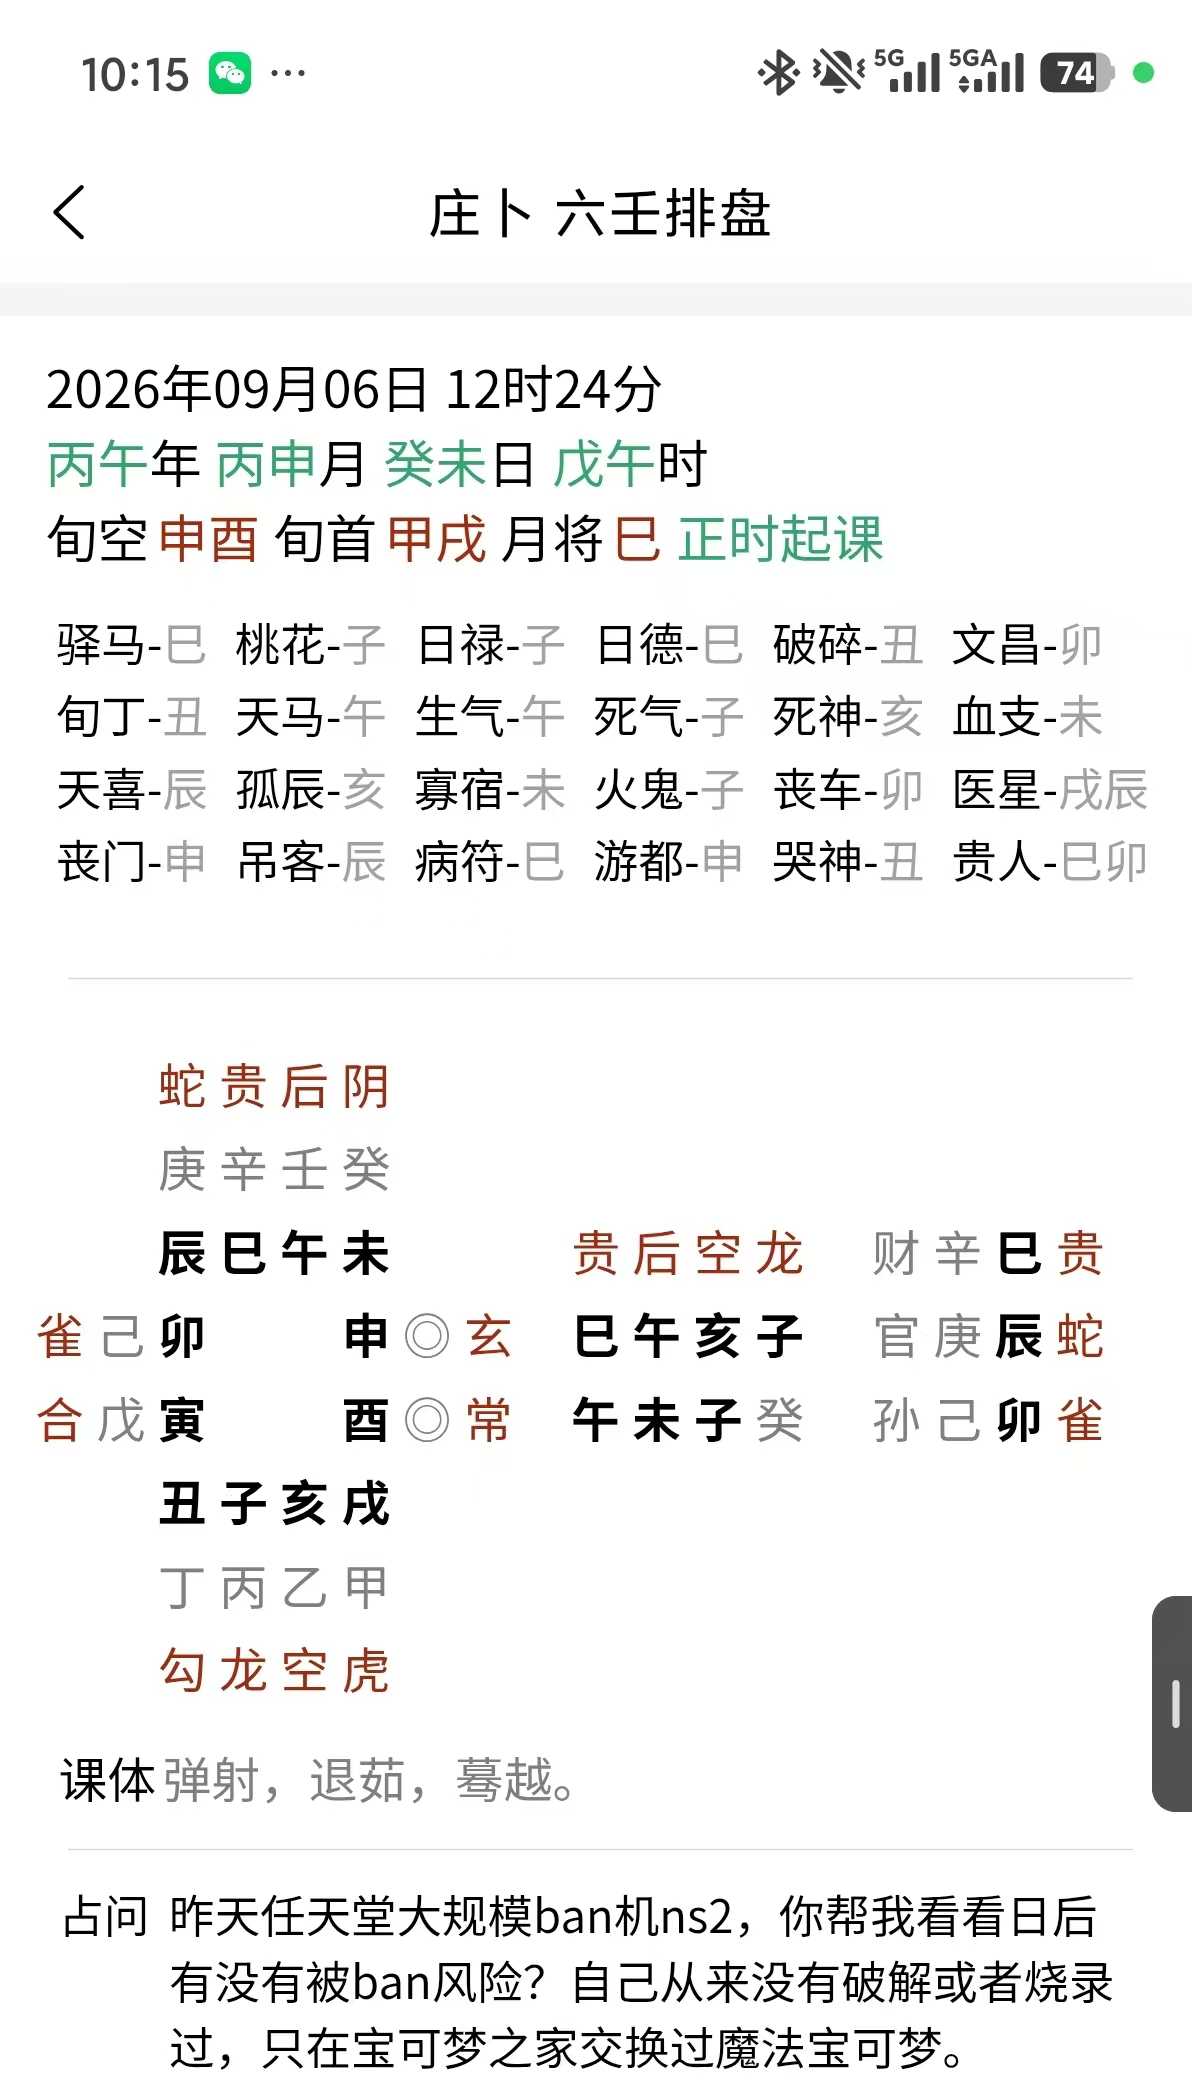 10:15 ··· 5G 5GA 74
庄卜 六壬排盘
2026年09月06日 12时24分
丙午年 丙申月 癸未日 戊午时
旬空 申酉 旬首 甲戌 月将 巳 正时起课
驿马-巳 桃花-子 日禄-子 日德-巳 破碎-丑 文昌-卯
旬丁-丑 天马-午 生气-午 死气-子 死神-亥 血支-未
天喜-辰 孤辰-亥 寡宿-未 火鬼-子 丧车-卯 医星-戌辰
丧门-申 吊客-辰 病符-巳 游都-申 哭神-丑 贵人-巳卯
蛇 贵 后 阴
庚 辛 壬 癸
辰 巳 午 未 贵 后 空 龙 财 辛 巳 贵
雀 己 卯 申 ◎ 玄 巳 午 亥 子 官 庚 辰 蛇
合 戊 寅 酉 ◎ 常 午 未 子 癸 孙 己 卯 雀
丑 子 亥 戌
丁 丙 乙 甲
勾 龙 空 虎
课体 弹射，退茹，蓦越。
占问 昨天任天堂大规模ban机ns2，你帮我看看日后
有没有被ban风险？自己从来没有破解或者烧录
过，只在宝可梦之家交换过魔法宝可梦。